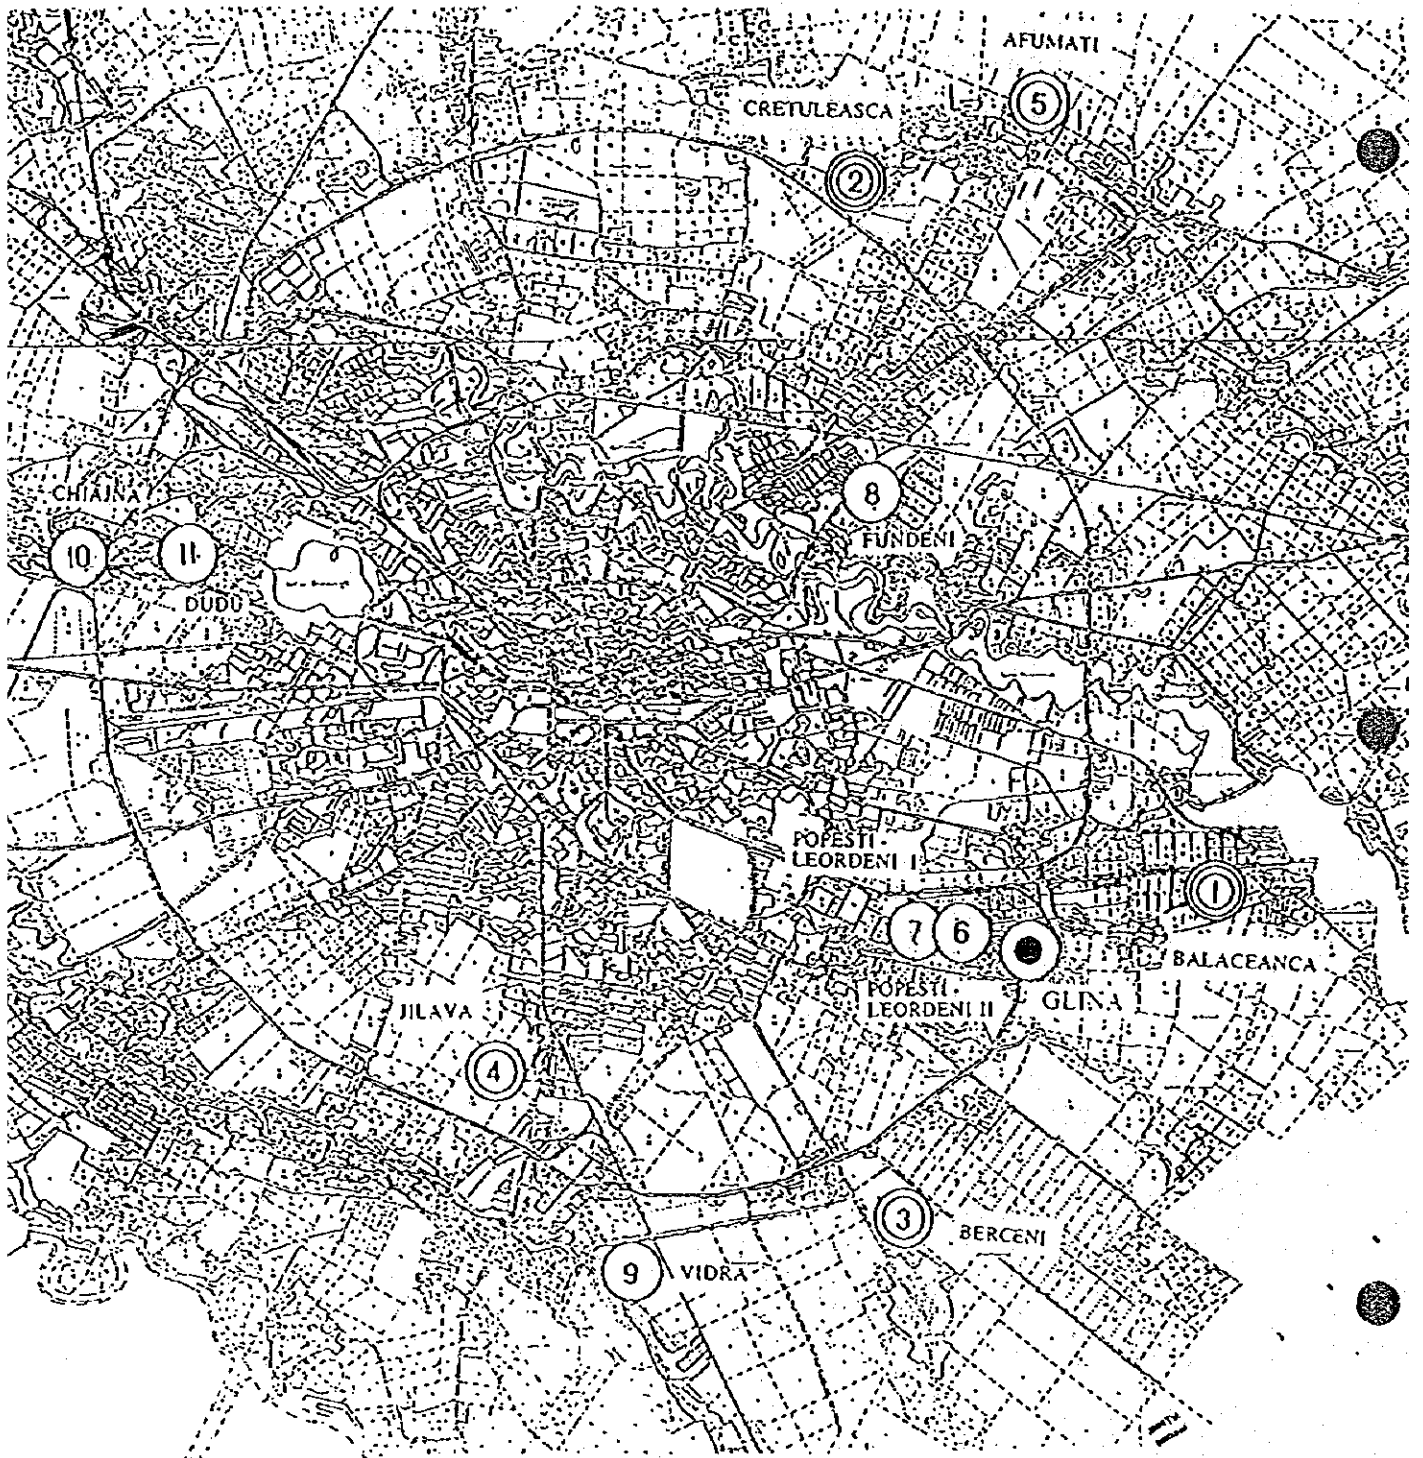 AFUMATI
5
CRETULEASCA
2
8
FUNDENI
CHIAJNA
10
11
DUDU
POPESTI -
LEORDENI I
1
7
6
BALACEANCA
POPESTI -
LEORDENI II
GLINA
JILAVA
4
3
BERCENI
9
VIDRA